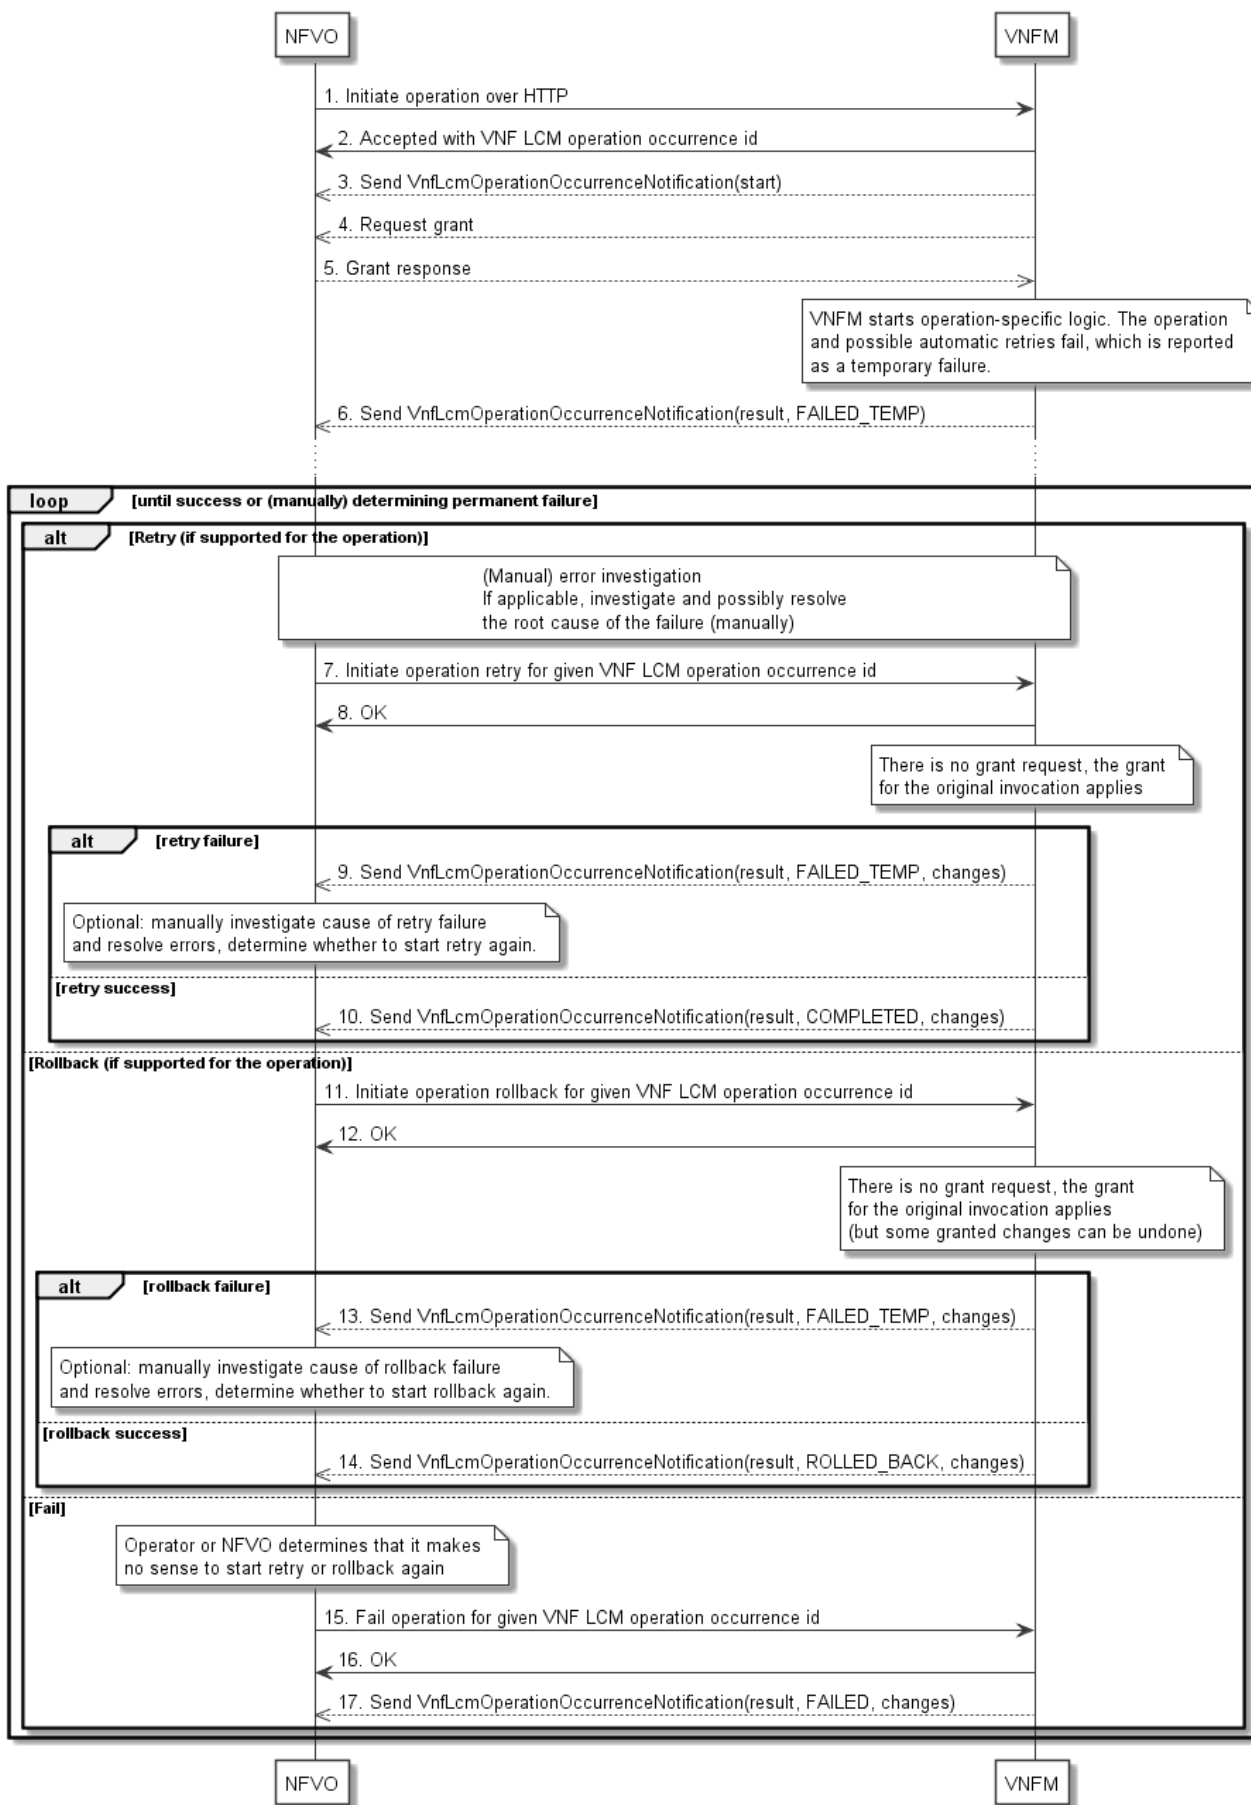 NFVO VNFM
1. Initiate operation over HTTP
2. Accepted with VNF LCM operation occurrence id
3. Send VnfLcmOperationOccurrenceNotification(start)
4. Request grant
5. Grant response
VNFM starts operation-specific logic. The operation
and possible automatic retries fail, which is reported
as a temporary failure.
6. Send VnfLcmOperationOccurrenceNotification(result, FAILED_TEMP)
loop [until success or (manually) determining permanent failure]
alt [Retry (if supported for the operation)]
(Manual) error investigation
If applicable, investigate and possibly resolve
the root cause of the failure (manually)
7. Initiate operation retry for given VNF LCM operation occurrence id
8. OK
There is no grant request, the grant
for the original invocation applies
alt [retry failure]
9. Send VnfLcmOperationOccurrenceNotification(result, FAILED_TEMP, changes)
Optional: manually investigate cause of retry failure
and resolve errors, determine whether to start retry again.
[retry success]
10. Send VnfLcmOperationOccurrenceNotification(result, COMPLETED, changes)
[Rollback (if supported for the operation)]
11. Initiate operation rollback for given VNF LCM operation occurrence id
12. OK
There is no grant request, the grant
for the original invocation applies
(but some granted changes can be undone)
alt [rollback failure]
13. Send VnfLcmOperationOccurrenceNotification(result, FAILED_TEMP, changes)
Optional: manually investigate cause of rollback failure
and resolve errors, determine whether to start rollback again.
[rollback success]
14. Send VnfLcmOperationOccurrenceNotification(result, ROLLED_BACK, changes)
[Fail]
Operator or NFVO determines that it makes
no sense to start retry or rollback again
15. Fail operation for given VNF LCM operation occurrence id
16. OK
17. Send VnfLcmOperationOccurrenceNotification(result, FAILED, changes)
NFVO VNFM